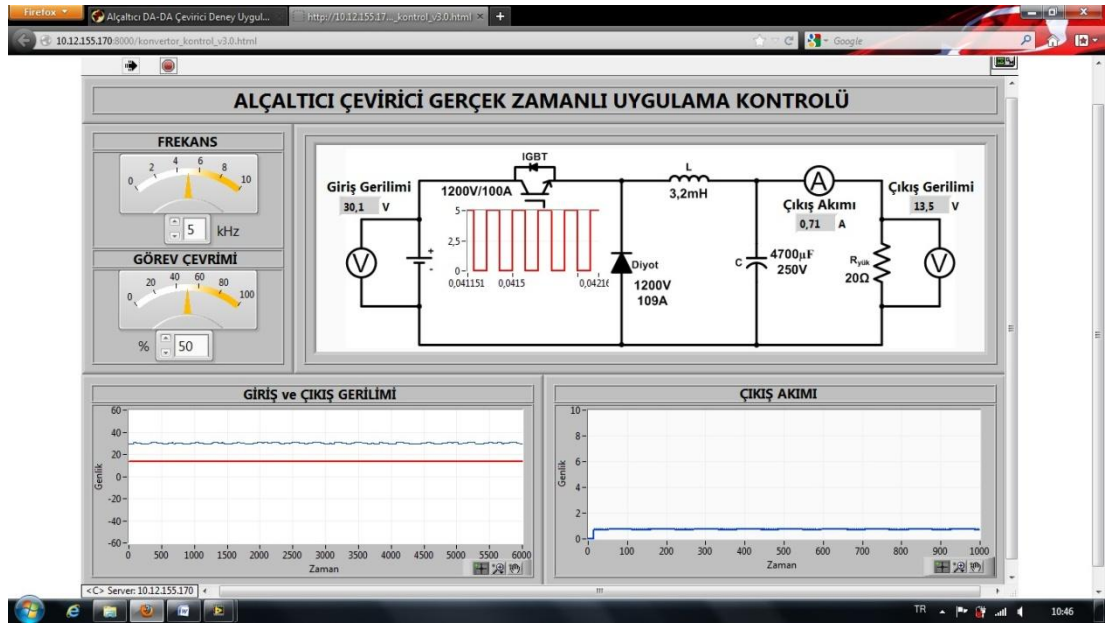 Firefox
Alçaltıcı DA-DA Çevirici Deney Uygul...
http://10.12.155.17..._kontrol_v3.0.html
10.12.155.170:8000/konvertor_kontrol_v3.0.html
Google
ALÇALTICI ÇEVİRİCİ GERÇEK ZAMANLI UYGULAMA KONTROLÜ
FREKANS
0 2 4 6 8 10
5 kHz
GÖREV ÇEVRİMİ
0 20 40 60 80 100
% 50
IGBT
1200V/100A
Giriş Gerilimi
30,1 V
V
+
-
5
2,5
0
0,041151 0,0415 0,0421
Diyot
1200V
109A
L
3,2mH
C
4700µF
250V
A
Çıkış Akımı
0,71 A
Ryük
20Ω
Çıkış Gerilimi
13,5 V
V
GİRİŞ ve ÇIKIŞ GERİLİMİ
Genlik
60
40
20
0
-20
-40
-60
0 500 1000 1500 2000 2500 3000 3500 4000 4500 5000 5500 6000
Zaman
ÇIKIŞ AKIMI
Genlik
10
8
6
4
2
0
0 100 200 300 400 500 600 700 800 900 1000
Zaman
<C> Server: 10.12.155.170
TR
10:46